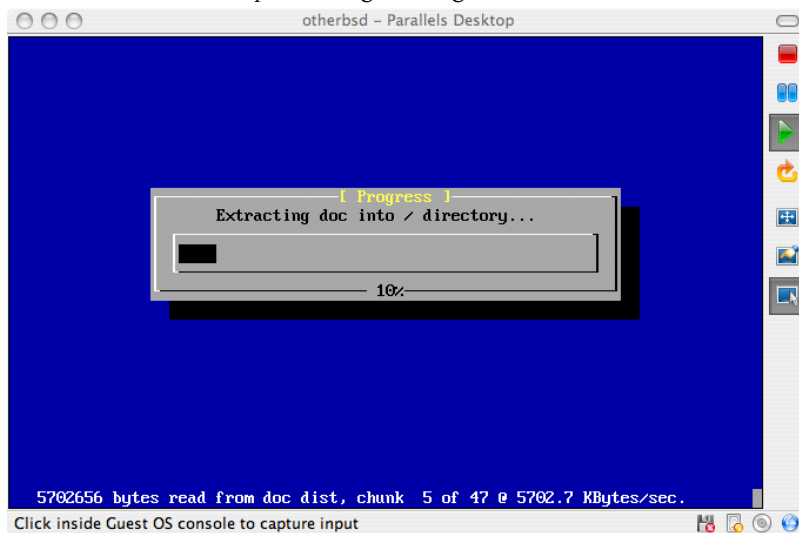 otherbsd – Parallels Desktop
[ Progress ]
Extracting doc into / directory...
10%
5702656 bytes read from doc dist, chunk  5 of 47 @ 5702.7 KBytes/sec.
Click inside Guest OS console to capture input